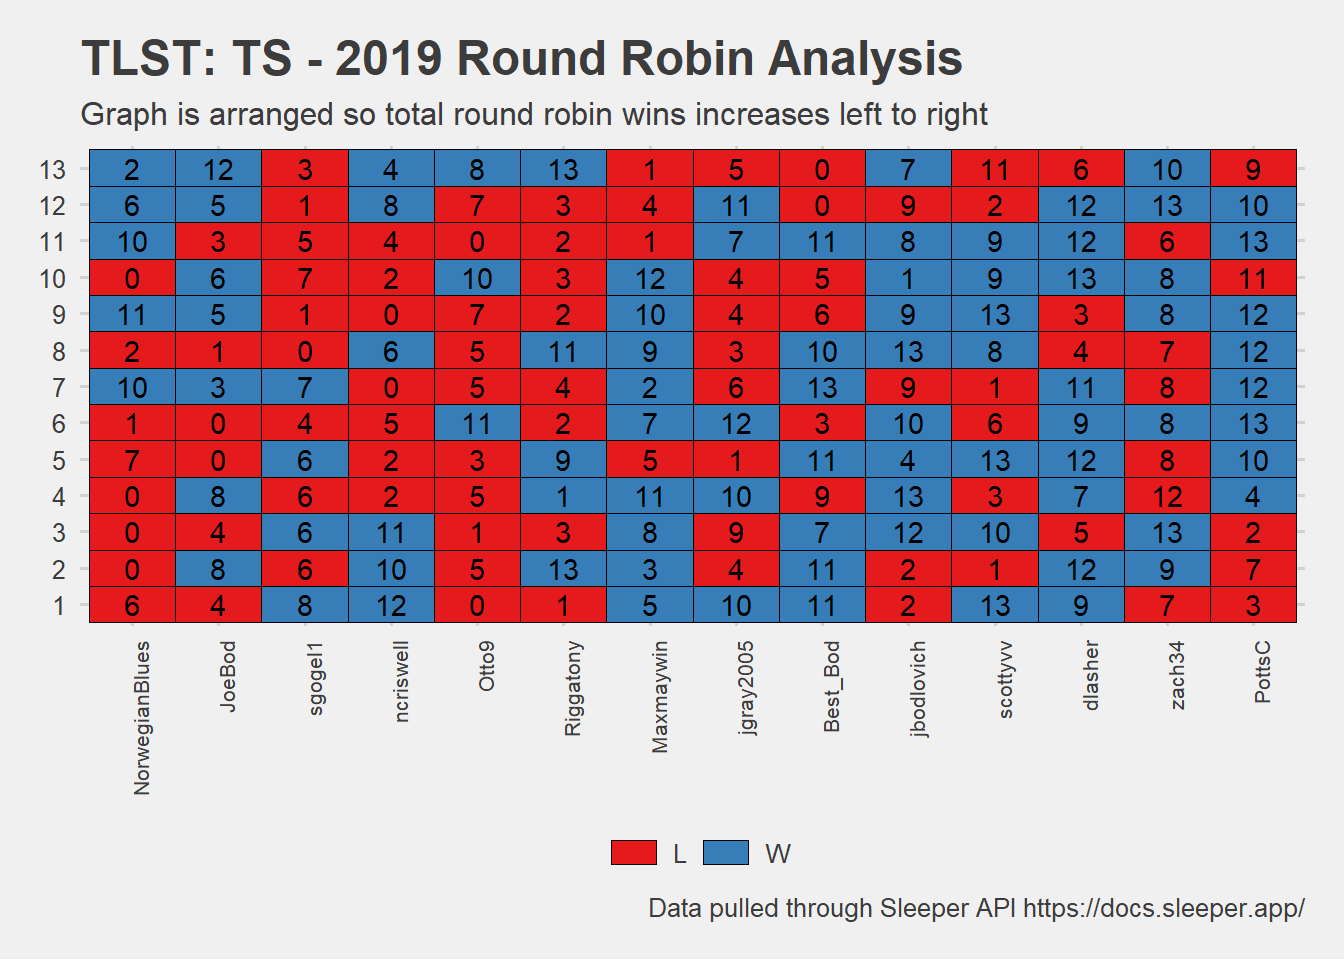 TLST: TS - 2019 Round Robin Analysis
Graph is arranged so total round robin wins increases left to right
13 2 12 3 4 8 13 1 5 0 7 11 6 10 9
12 6 5 1 8 7 3 4 11 0 9 2 12 13 10
11 10 3 5 4 0 2 1 7 11 8 9 12 6 13
10 0 6 7 2 10 3 12 4 5 1 9 13 8 11
9 11 5 1 0 7 2 10 4 6 9 13 3 8 12
8 2 1 0 6 5 11 9 3 10 13 8 4 7 12
7 10 3 7 0 5 4 2 6 13 9 1 11 8 12
6 1 0 4 5 11 2 7 12 3 10 6 9 8 13
5 7 0 6 2 3 9 5 1 11 4 13 12 8 10
4 0 8 6 2 5 1 11 10 9 13 3 7 12 4
3 0 4 6 11 1 3 8 9 7 12 10 5 13 2
2 0 8 6 10 5 13 3 4 11 2 1 12 9 7
1 6 4 8 12 0 1 5 10 11 2 13 9 7 3
NorwegianBlues
JoeBod
sgogel1
ncriswell
Otto9
Riggatony
Maxmaywin
jgray2005
Best_Bod
jbodlovich
scottyvv
dlasher
zach34
PottsC
L W
Data pulled through Sleeper API https://docs.sleeper.app/